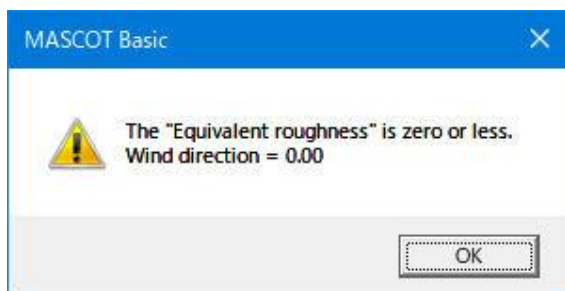 MASCOT Basic
The "Equivalent roughness" is zero or less.
Wind direction = 0.00
OK